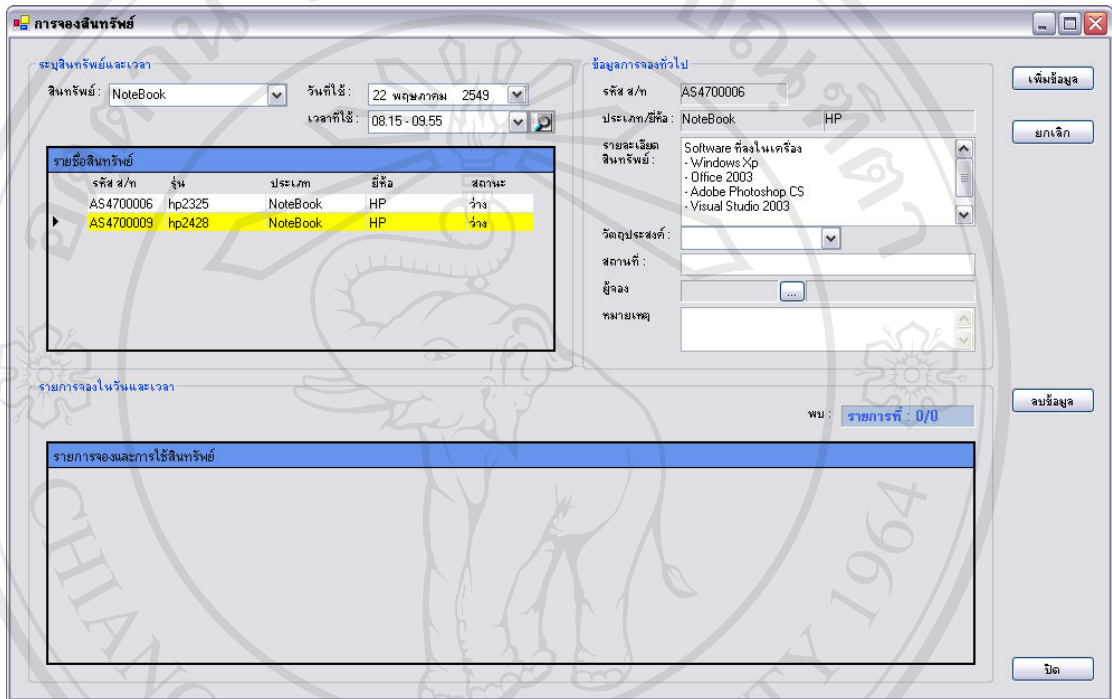 การจองสินทรัพย์
ระบุสินทรัพย์และเวลา
สินทรัพย์ : NoteBook
วันที่ใช้ : 22 พฤษภาคม 2549
เวลาที่ใช้ : 08.15 - 09.55
รายชื่อสินทรัพย์
รหัส ส/ท รุ่น ประเภท ยี่ห้อ สถานะ
AS4700006 hp2325 NoteBook HP ว่าง
AS4700009 hp2428 NoteBook HP ว่าง
ข้อมูลการจองทั่วไป
รหัส ส/ท AS4700006
ประเภท/ยี่ห้อ : NoteBook HP
รายละเอียด
สินทรัพย์ :
Software ที่ลงในเครื่อง
- Windows Xp
- Office 2003
- Adobe Photoshop CS
- Visual Studio 2003
วัตถุประสงค์ :
สถานที่ :
ผู้จอง ...
หมายเหตุ
เพิ่มข้อมูล
ยกเลิก
รายการจองในวันและเวลา
พบ : รายการที่ : 0/0
ลบข้อมูล
รายการจองและการใช้สินทรัพย์
ปิด
CHIANG
TY 1964